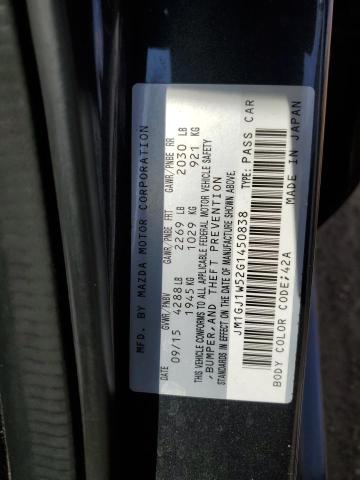 MFD. BY MAZDA MOTOR CORPORATION
DATE GVWR/PNBV GAWR/PNBE FRT GAWR/PNBE RR
09/15 4288LB 2269 LB 2030 LB
1945KG 1029 KG 921 KG
THIS VEHICLE CONFORMS TO ALL APPLICABLE FEDERAL MOTOR VEHICLE SAFETY
,BUMPER,AND THEFT PREVENTION
STANDARDS IN EFFECT ON THE DATE OF MANUFACTURE SHOWN ABOVE.
JM1GJ1W52G1450838 TYPE: PASS CAR
BODY COLOR CODE;42A MADE IN JAPAN